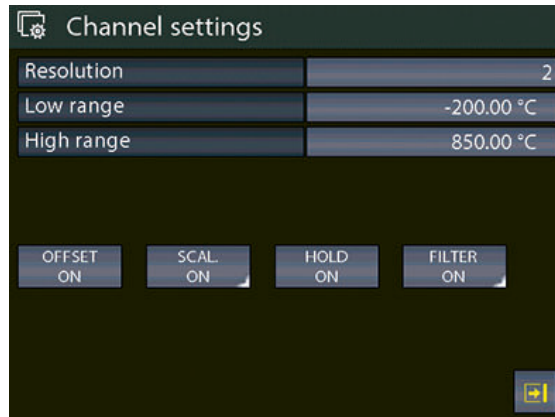 Channel settings
Resolution 2
Low range -200.00 °C
High range 850.00 °C
OFFSET SCAL. HOLD FILTER
ON ON ON ON